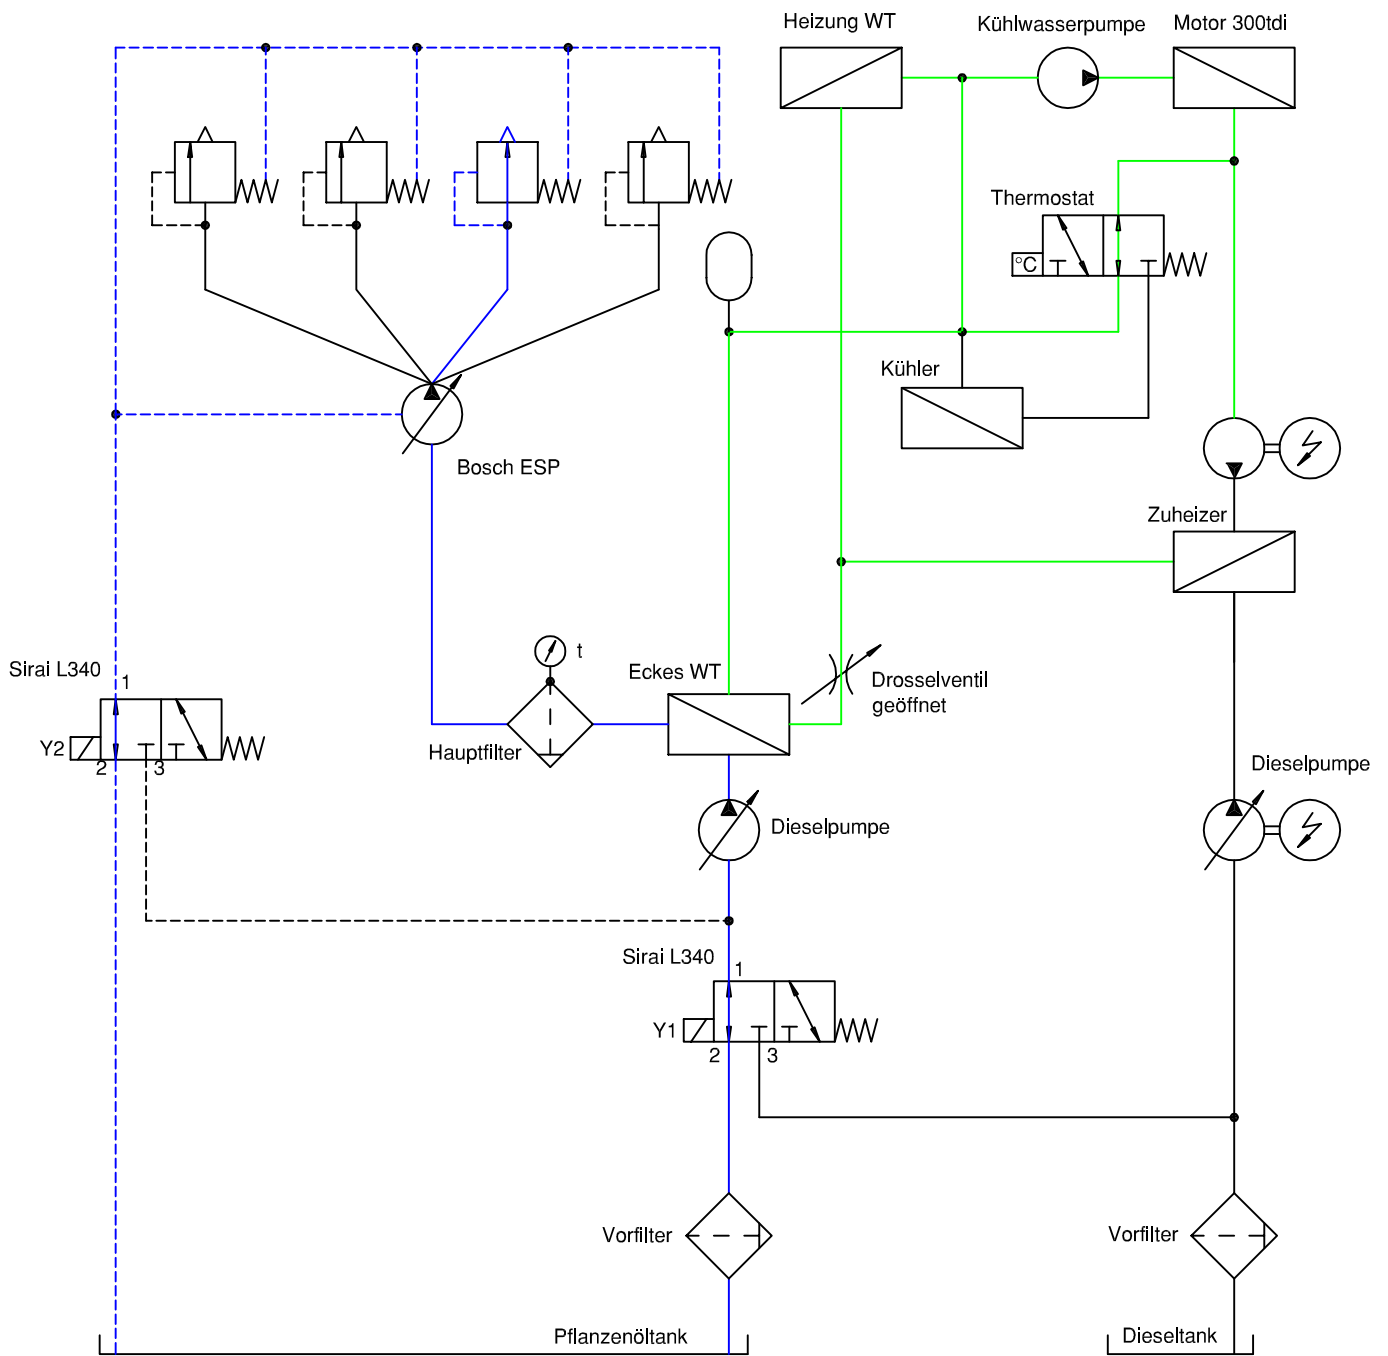 Heizung WT
Kühlwasserpumpe
Motor 300tdi
Thermostat
°C
Kühler
Bosch ESP
Zuheizer
t
Sirai L340
1
Eckes WT
Drosselventil
geöffnet
Y2
2
3
Hauptfilter
Dieselpumpe
Dieselpumpe
Sirai L340
1
Y1
2
3
Vorfilter
Vorfilter
Pflanzenöltank
Dieseltank